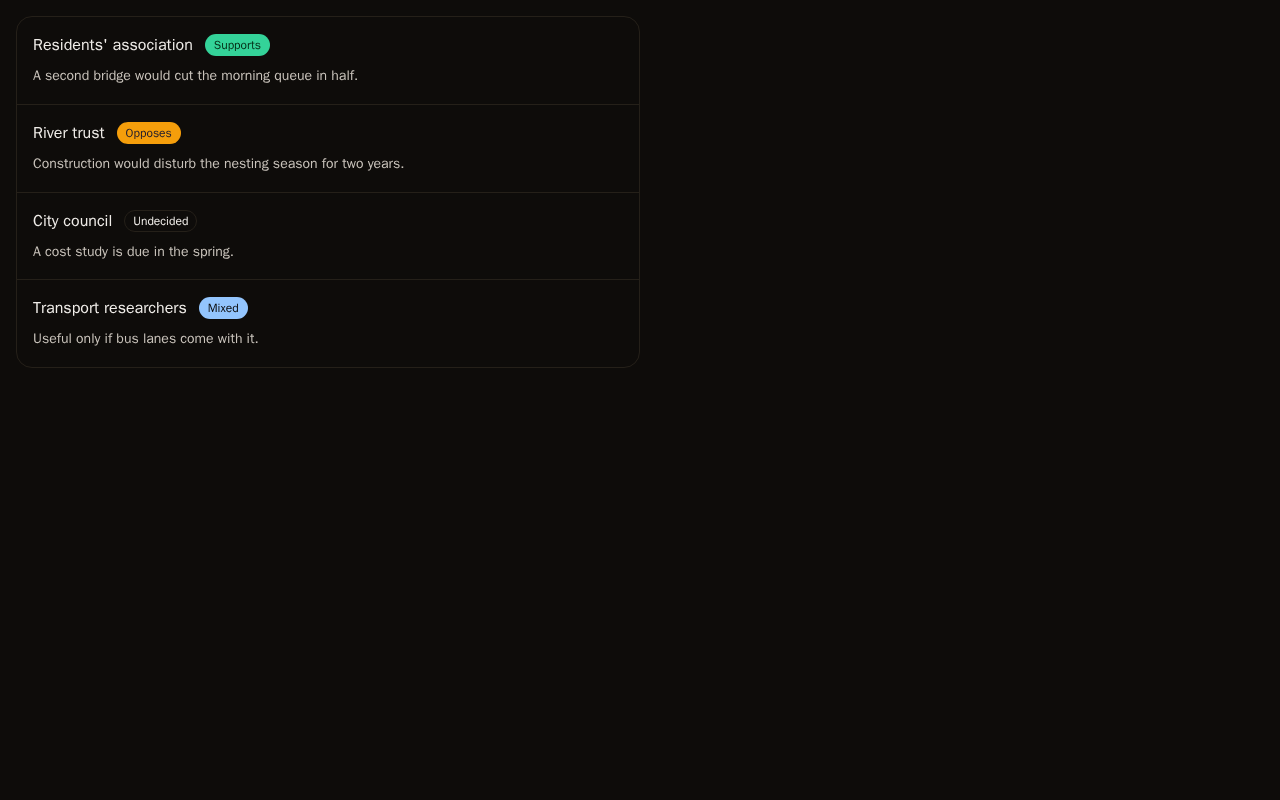 Residents' association Supports
A second bridge would cut the morning queue in half.
River trust Opposes
Construction would disturb the nesting season for two years.
City council Undecided
A cost study is due in the spring.
Transport researchers Mixed
Useful only if bus lanes come with it.